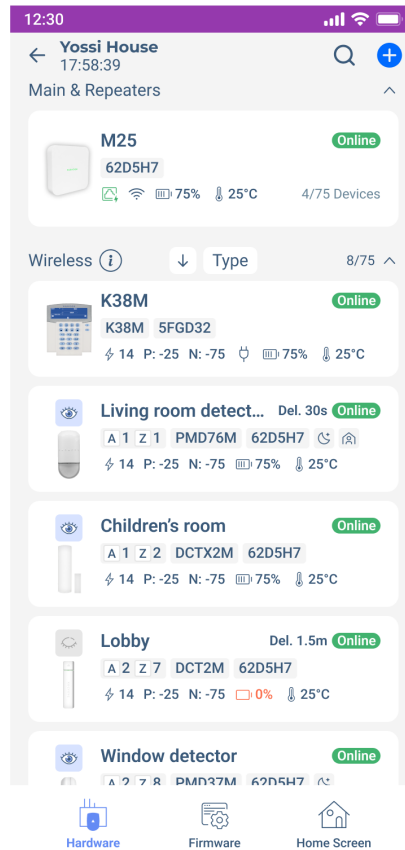 12:30
Yossi House
17:58:39
Main & Repeaters
M25 Online
62D5H7
75% 25°C 4/75 Devices
Wireless i Type 8/75
K38M Online
K38M 5FGD32
14 P: -25 N: -75 75% 25°C
Living room detect... Del. 30s Online
A 1 Z 1 PMD76M 62D5H7
14 P: -25 N: -75 75% 25°C
Children's room Online
A 1 Z 2 DCTX2M 62D5H7
14 P: -25 N: -75 75% 25°C
Lobby Del. 1.5m Online
A 2 Z 7 DCT2M 62D5H7
14 P: -25 N: -75 0% 25°C
Window detector Online
A 2 Z 8 PMD37M 62D5H7
Hardware Firmware Home Screen